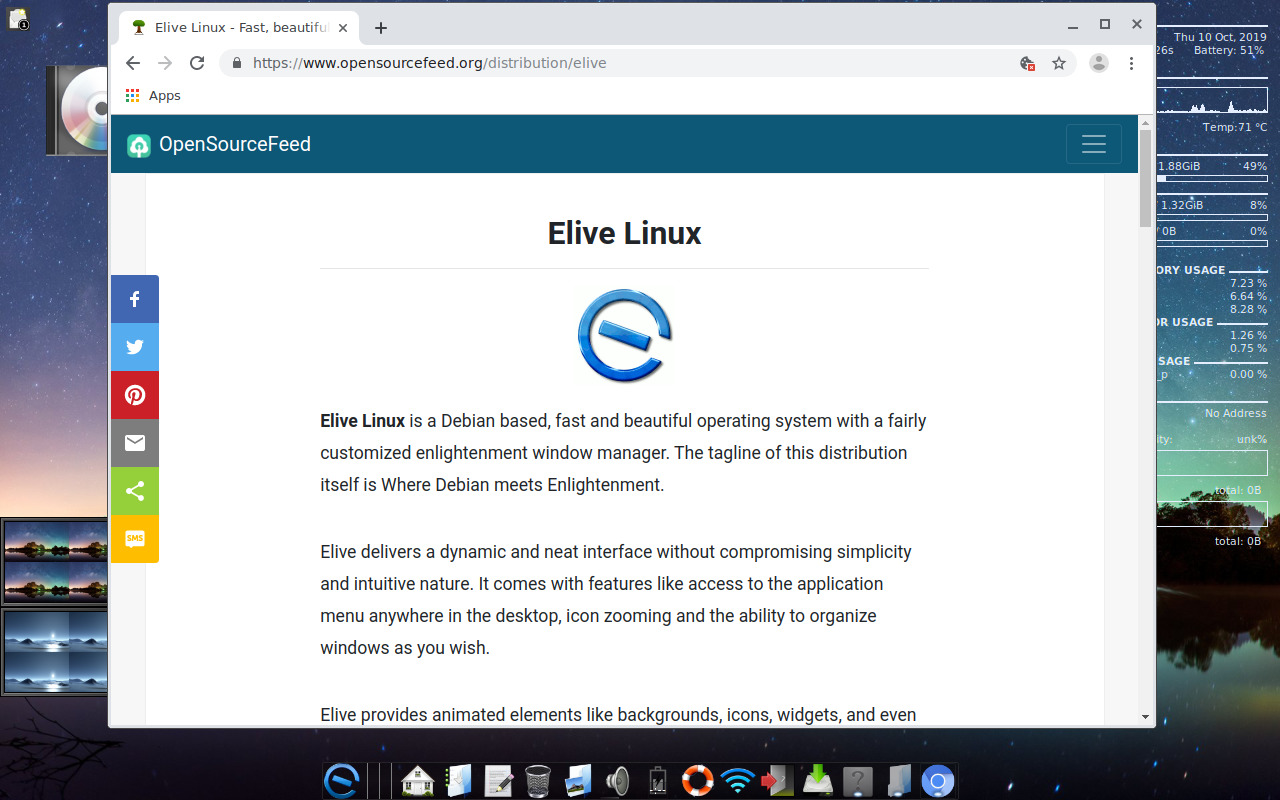 1
Elive Linux - Fast, beautiful
https://www.opensourcefeed.org/distribution/elive
Apps
OpenSourceFeed
Elive Linux
Elive Linux is a Debian based, fast and beautiful operating system with a fairly
customized enlightenment window manager. The tagline of this distribution
itself is Where Debian meets Enlightenment.
Elive delivers a dynamic and neat interface without compromising simplicity
and intuitive nature. It comes with features like access to the application
menu anywhere in the desktop, icon zooming and the ability to organize
windows as you wish.
Elive provides animated elements like backgrounds, icons, widgets, and even
SMS
Thu 10 Oct, 2019
26s Battery: 51%
Temp:71 °C
1.88GiB 49%
1.32GiB 8%
/ 0B 0%
ORY USAGE
7.23 %
6.64 %
8.28 %
OR USAGE
1.26 %
0.75 %
SAGE
_p 0.00 %
No Address
ity: unk%
total: 0B
total: 0B